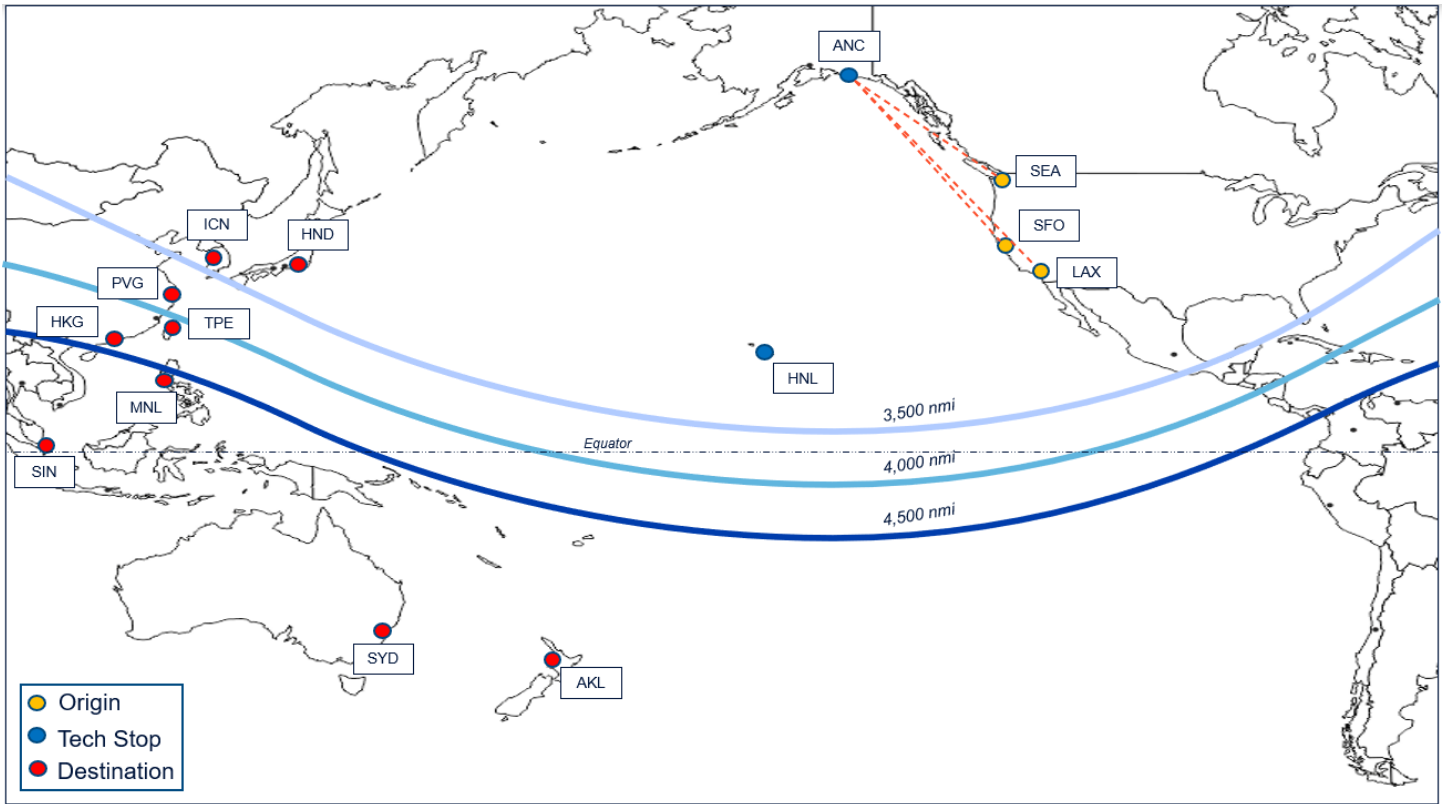 ANC
SEA
ICN
HND
SFO
PVG
LAX
HKG
TPE
HNL
MNL
3,500 nmi
Equator
SIN
4,000 nmi
4,500 nmi
SYD
AKL
Origin
Tech Stop
Destination